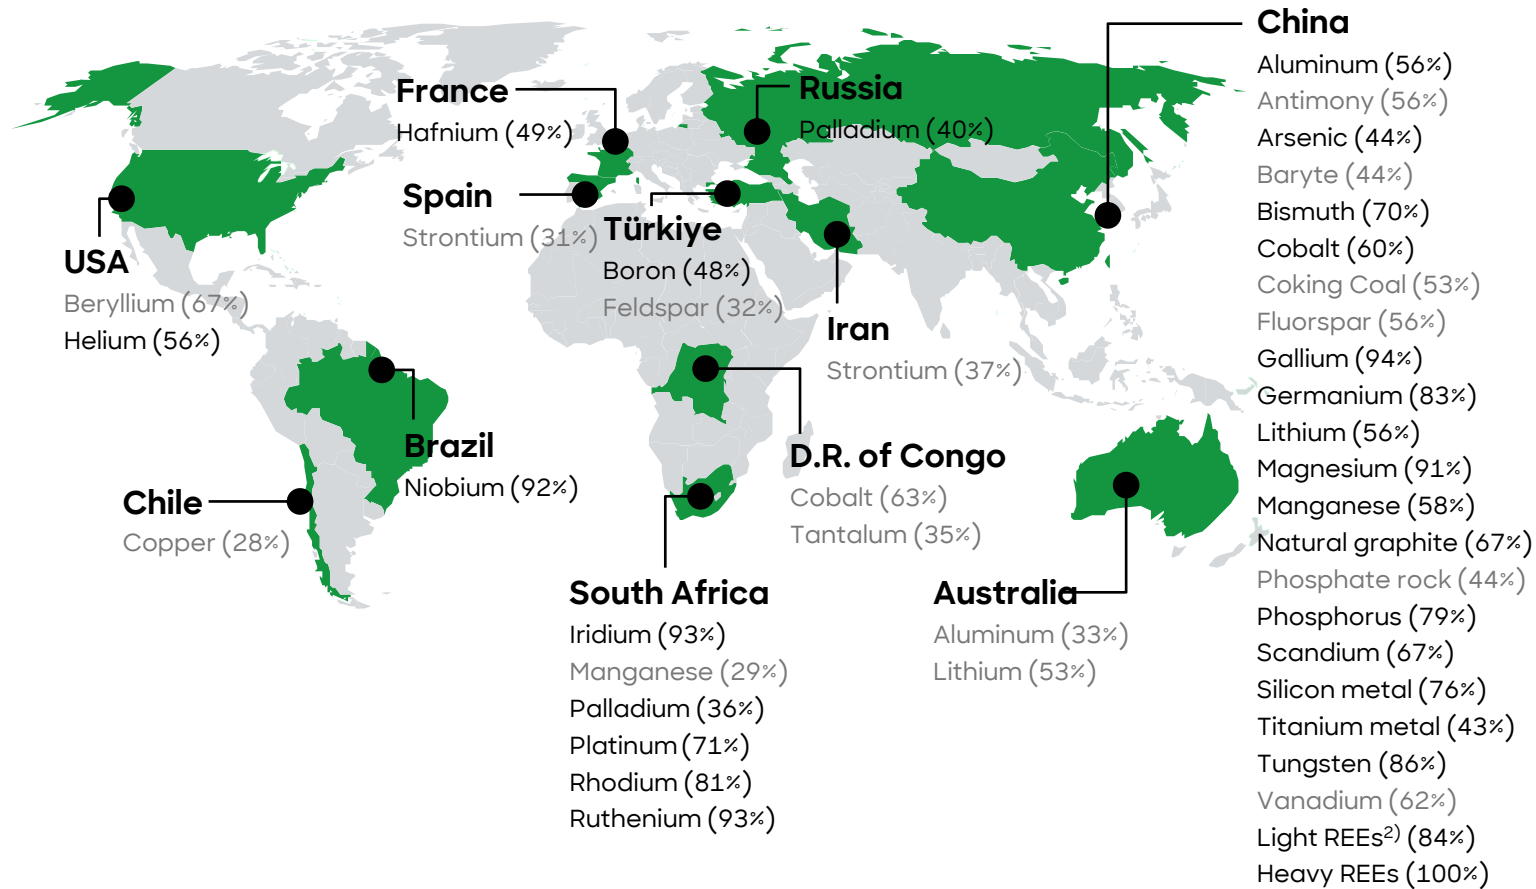 China
Aluminum (56%)
Antimony (56%)
Arsenic (44%)
Baryte (44%)
Bismuth (70%)
Cobalt (60%)
Coking Coal (53%)
Fluorspar (56%)
Gallium (94%)
Germanium (83%)
Lithium (56%)
Magnesium (91%)
Manganese (58%)
Natural graphite (67%)
Phosphate rock (44%)
Phosphorus (79%)
Scandium (67%)
Silicon metal (76%)
Titanium metal (43%)
Tungsten (86%)
Vanadium (62%)
Light REEs2) (84%)
Heavy REEs (100%)
France
Hafnium (49%)
Russia
Palladium (40%)
Spain
Strontium (31%)
Türkiye
Boron (48%)
Feldspar (32%)
USA
Beryllium (67%)
Helium (56%)
Iran
Strontium (37%)
Brazil
Niobium (92%)
D.R. of Congo
Cobalt (63%)
Tantalum (35%)
Chile
Copper (28%)
South Africa
Iridium (93%)
Manganese (29%)
Palladium (36%)
Platinum (71%)
Rhodium (81%)
Ruthenium (93%)
Australia
Aluminum (33%)
Lithium (53%)